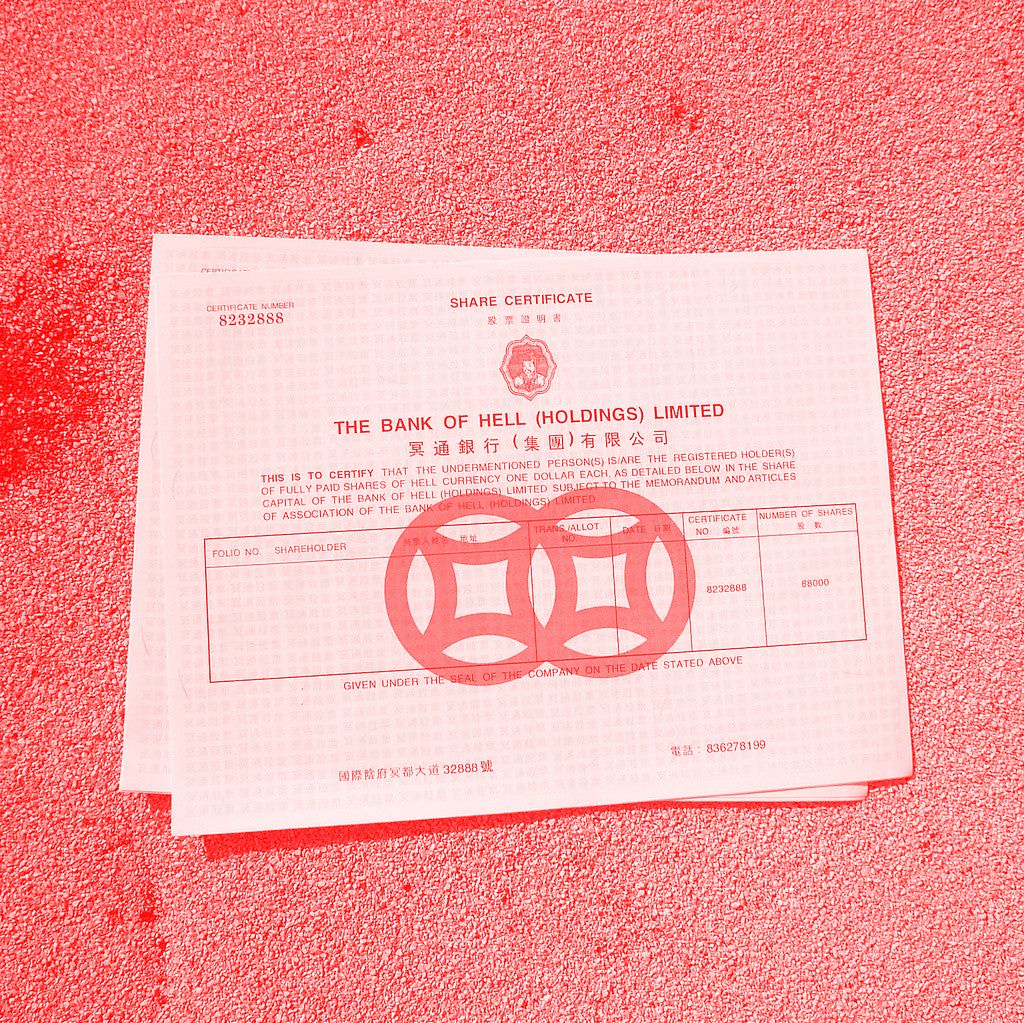 CERTIFICATE NUMBER
8232888
SHARE CERTIFICATE
股票證明書
THE BANK OF HELL (HOLDINGS) LIMITED
冥通銀行(集團)有限公司
THIS IS TO CERTIFY THAT THE UNDERMENTIONED PERSON(S) IS/ARE THE REGISTERED HOLDER(S)
OF FULLY PAID SHARES OF HELL CURRENCY ONE DOLLAR EACH, AS DETAILED BELOW IN THE SHARE
CAPITAL OF THE BANK OF HELL (HOLDINGS) LIMITED SUBJECT TO THE MEMORANDUM AND ARTICLES
OF ASSOCIATION OF THE BANK OF HELL (HOLDINGS) LIMITED.
FOLIO NO. SHAREHOLDER 地址
TRANS./ALLOT. NO.
DATE 日期
CERTIFICATE NO. 編號
NUMBER OF SHARES 股數
8232888
88000
GIVEN UNDER THE SEAL OF THE COMPANY ON THE DATE STATED ABOVE
國際陰府冥都大道 32888 號
電話：836278199